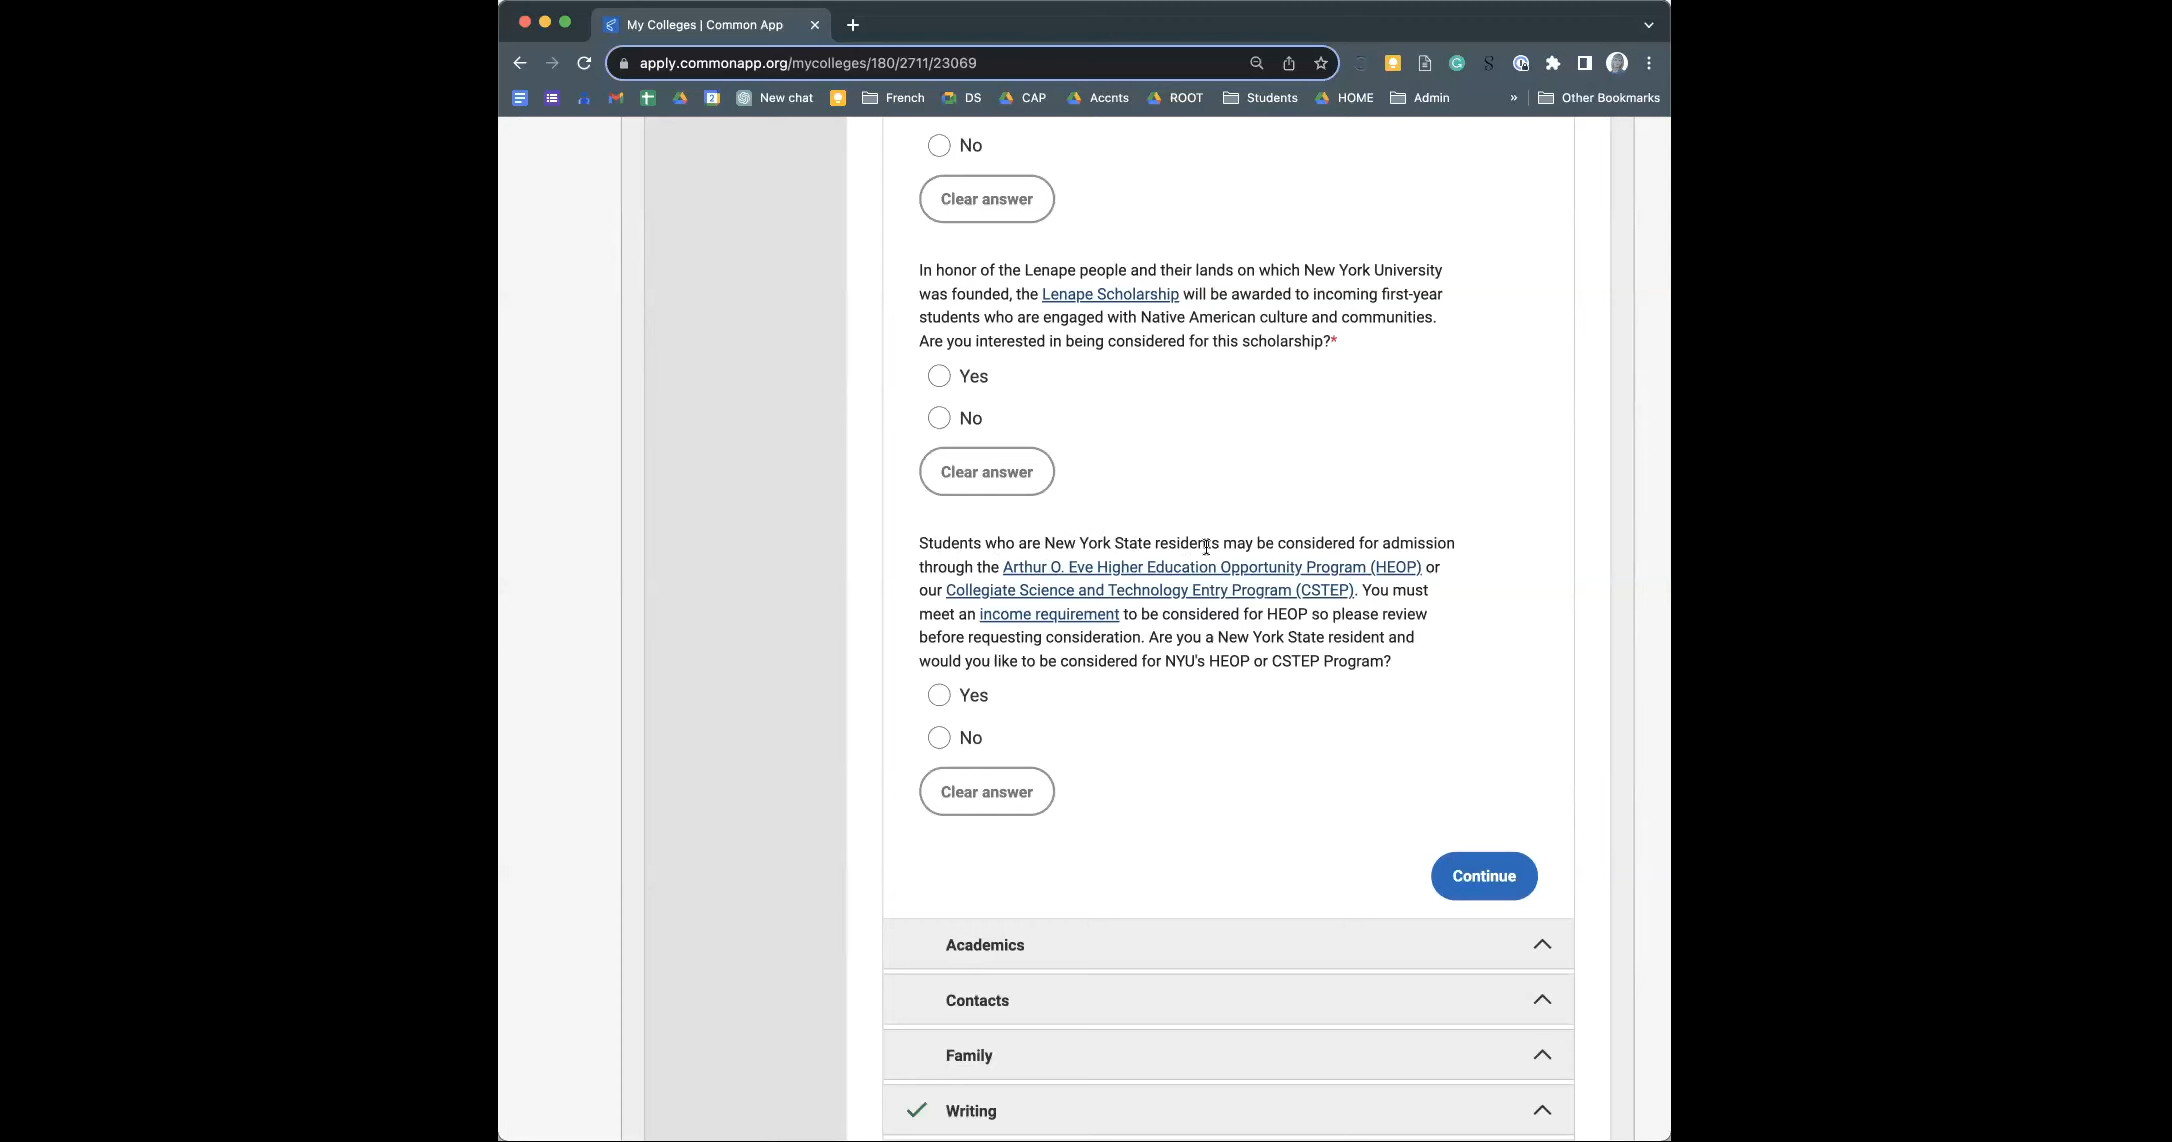 My Colleges | Common App
apply.commonapp.org/mycolleges/180/2711/23069
New chat French DS CAP Accnts ROOT Students HOME Admin » Other Bookmarks
No
Clear answer
In honor of the Lenape people and their lands on which New York University
was founded, the Lenape Scholarship will be awarded to incoming first-year
students who are engaged with Native American culture and communities.
Are you interested in being considered for this scholarship?*
Yes
No
Clear answer
Students who are New York State residents may be considered for admission
through the Arthur O. Eve Higher Education Opportunity Program (HEOP) or
our Collegiate Science and Technology Entry Program (CSTEP). You must
meet an income requirement to be considered for HEOP so please review
before requesting consideration. Are you a New York State resident and
would you like to be considered for NYU's HEOP or CSTEP Program?
Yes
No
Clear answer
Continue
Academics
Contacts
Family
Writing